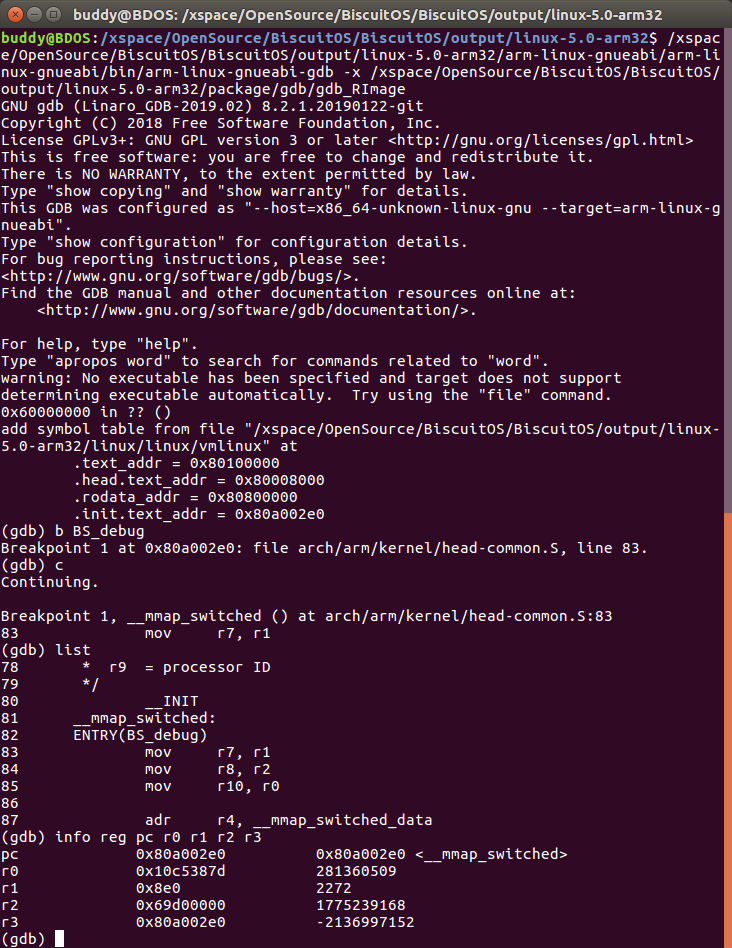 buddy@BDOS: /xspace/OpenSource/BiscuitOS/BiscuitOS/output/linux-5.0-arm32
buddy@BDOS:/xspace/OpenSource/BiscuitOS/BiscuitOS/output/linux-5.0-arm32$ /xspac
e/OpenSource/BiscuitOS/BiscuitOS/output/linux-5.0-arm32/arm-linux-gnueabi/arm-li
nux-gnueabi/bin/arm-linux-gnueabi-gdb -x /xspace/OpenSource/BiscuitOS/BiscuitOS/
output/linux-5.0-arm32/package/gdb/gdb_RImage
GNU gdb (Linaro_GDB-2019.02) 8.2.1.20190122-git
Copyright (C) 2018 Free Software Foundation, Inc.
License GPLv3+: GNU GPL version 3 or later <http://gnu.org/licenses/gpl.html>
This is free software: you are free to change and redistribute it.
There is NO WARRANTY, to the extent permitted by law.
Type "show copying" and "show warranty" for details.
This GDB was configured as "--host=x86_64-unknown-linux-gnu --target=arm-linux-g
nueabi".
Type "show configuration" for configuration details.
For bug reporting instructions, please see:
<http://www.gnu.org/software/gdb/bugs/>.
Find the GDB manual and other documentation resources online at:
    <http://www.gnu.org/software/gdb/documentation/>.

For help, type "help".
Type "apropos word" to search for commands related to "word".
warning: No executable has been specified and target does not support
determining executable automatically.  Try using the "file" command.
0x60000000 in ?? ()
add symbol table from file "/xspace/OpenSource/BiscuitOS/BiscuitOS/output/linux-
5.0-arm32/linux/linux/vmlinux" at
        .text_addr = 0x80100000
        .head.text_addr = 0x80008000
        .rodata_addr = 0x80800000
        .init.text_addr = 0x80a002e0
(gdb) b BS_debug
Breakpoint 1 at 0x80a002e0: file arch/arm/kernel/head-common.S, line 83.
(gdb) c
Continuing.

Breakpoint 1, __mmap_switched () at arch/arm/kernel/head-common.S:83
83              mov     r7, r1
(gdb) list
78       *  r9  = processor ID
79       */
80              __INIT
81      __mmap_switched:
82      ENTRY(BS_debug)
83              mov     r7, r1
84              mov     r8, r2
85              mov     r10, r0
86
87              adr     r4, __mmap_switched_data
(gdb) info reg pc r0 r1 r2 r3
pc             0x80a002e0          0x80a002e0 <__mmap_switched>
r0             0x10c5387d          281360509
r1             0x8e0               2272
r2             0x69d00000          1775239168
r3             0x80a002e0          -2136997152
(gdb)